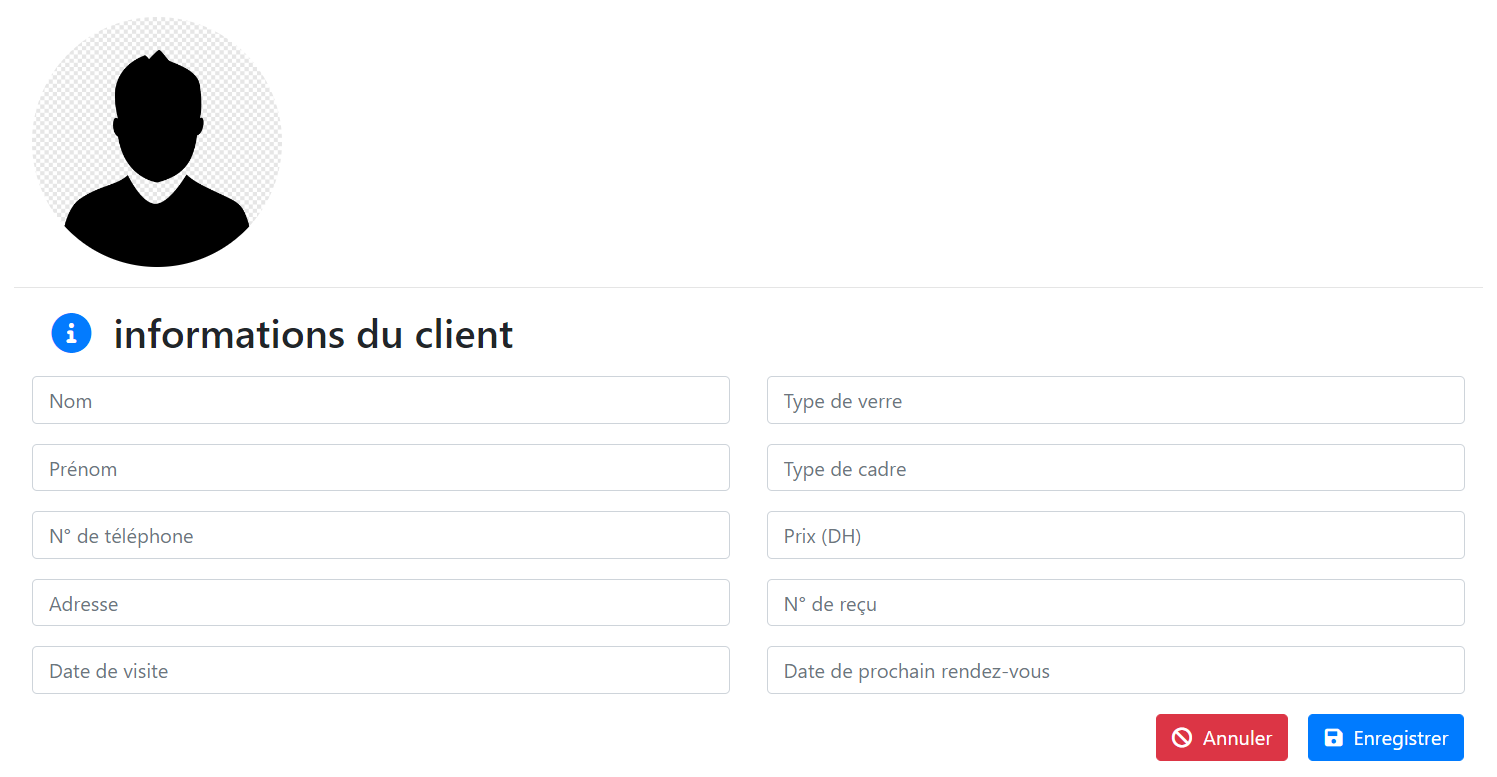 informations du client
Nom
Type de verre
Prénom
Type de cadre
N° de téléphone
Prix (DH)
Adresse
N° de reçu
Date de visite
Date de prochain rendez-vous
Annuler
Enregistrer